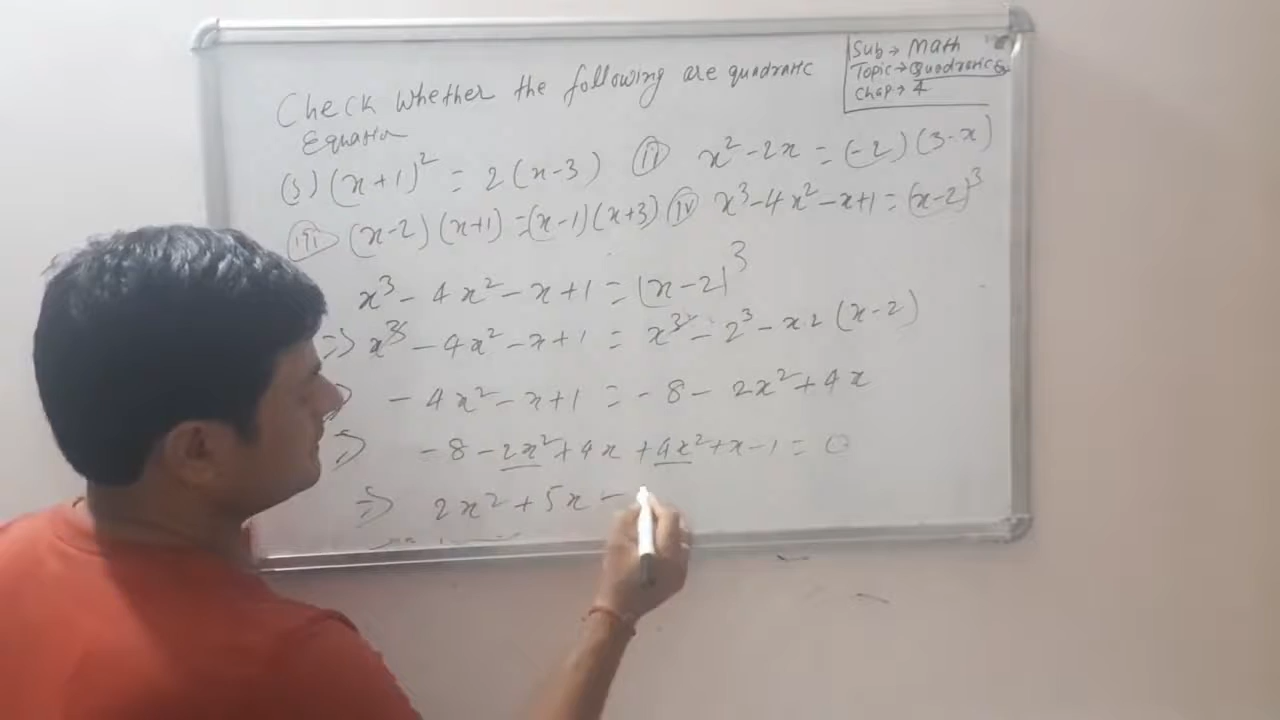 Sub → Math
Topic → Quadratic
Chap → 4
Check whether the following are quadratic
Equation
(i) (x+1)² = 2(x-3) (ii) x² - 2x = (-2)(3-x)
(iii) (x-2)(x+1) = (x-1)(x+3) (iv) x³ - 4x² - x + 1 = (x-2)³
x³ - 4x² - x + 1 = (x-2)³
⇒ x³ - 4x² - x + 1 = x³ - 2³ - x.2 (x-2)
⇒ - 4x² - x + 1 = - 8 - 2x² + 4x
⇒ - 8 - 2x² + 4x + 4x² + x - 1 = 0
⇒ 2x² + 5x -